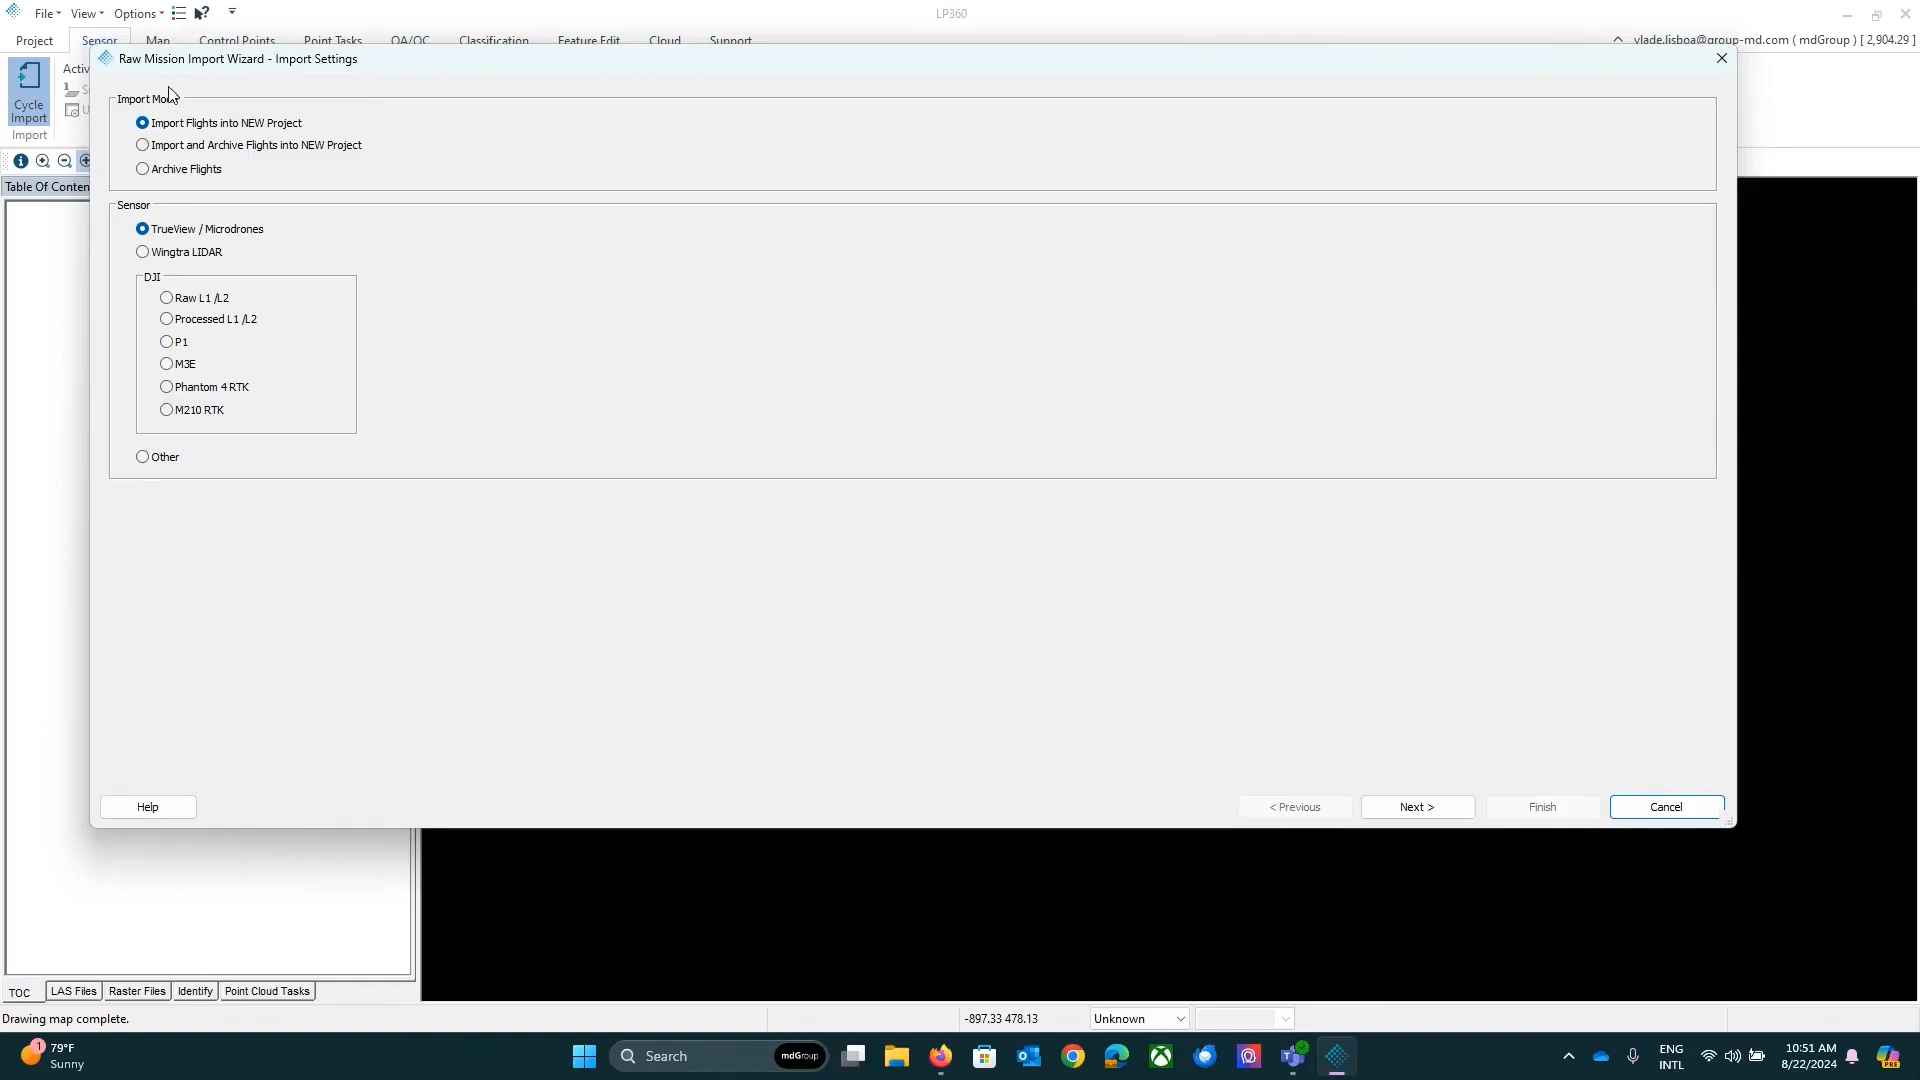 File View Options LP360
Project Sensor Map Control Points Point Tasks QA/QC Classification Feature Edit Cloud Support vlade.lisboa@group-md.com ( mdGroup ) [ 2,904.29 ]
Raw Mission Import Wizard - Import Settings
Cycle Import
Import
Import Mode
Import Flights into NEW Project
Import and Archive Flights into NEW Project
Archive Flights
Table Of Conten
Sensor
TrueView / Microdrones
Wingtra LIDAR
DJI
Raw L1 /L2
Processed L1 /L2
P1
M3E
Phantom 4 RTK
M210 RTK
Other
Help < Previous Next > Finish Cancel
TOC LAS Files Raster Files Identify Point Cloud Tasks
Drawing map complete. -897.33 478.13 Unknown
1 79°F
Sunny
Search mdGroup
ENG
INTL
10:51 AM
8/22/2024
PRE